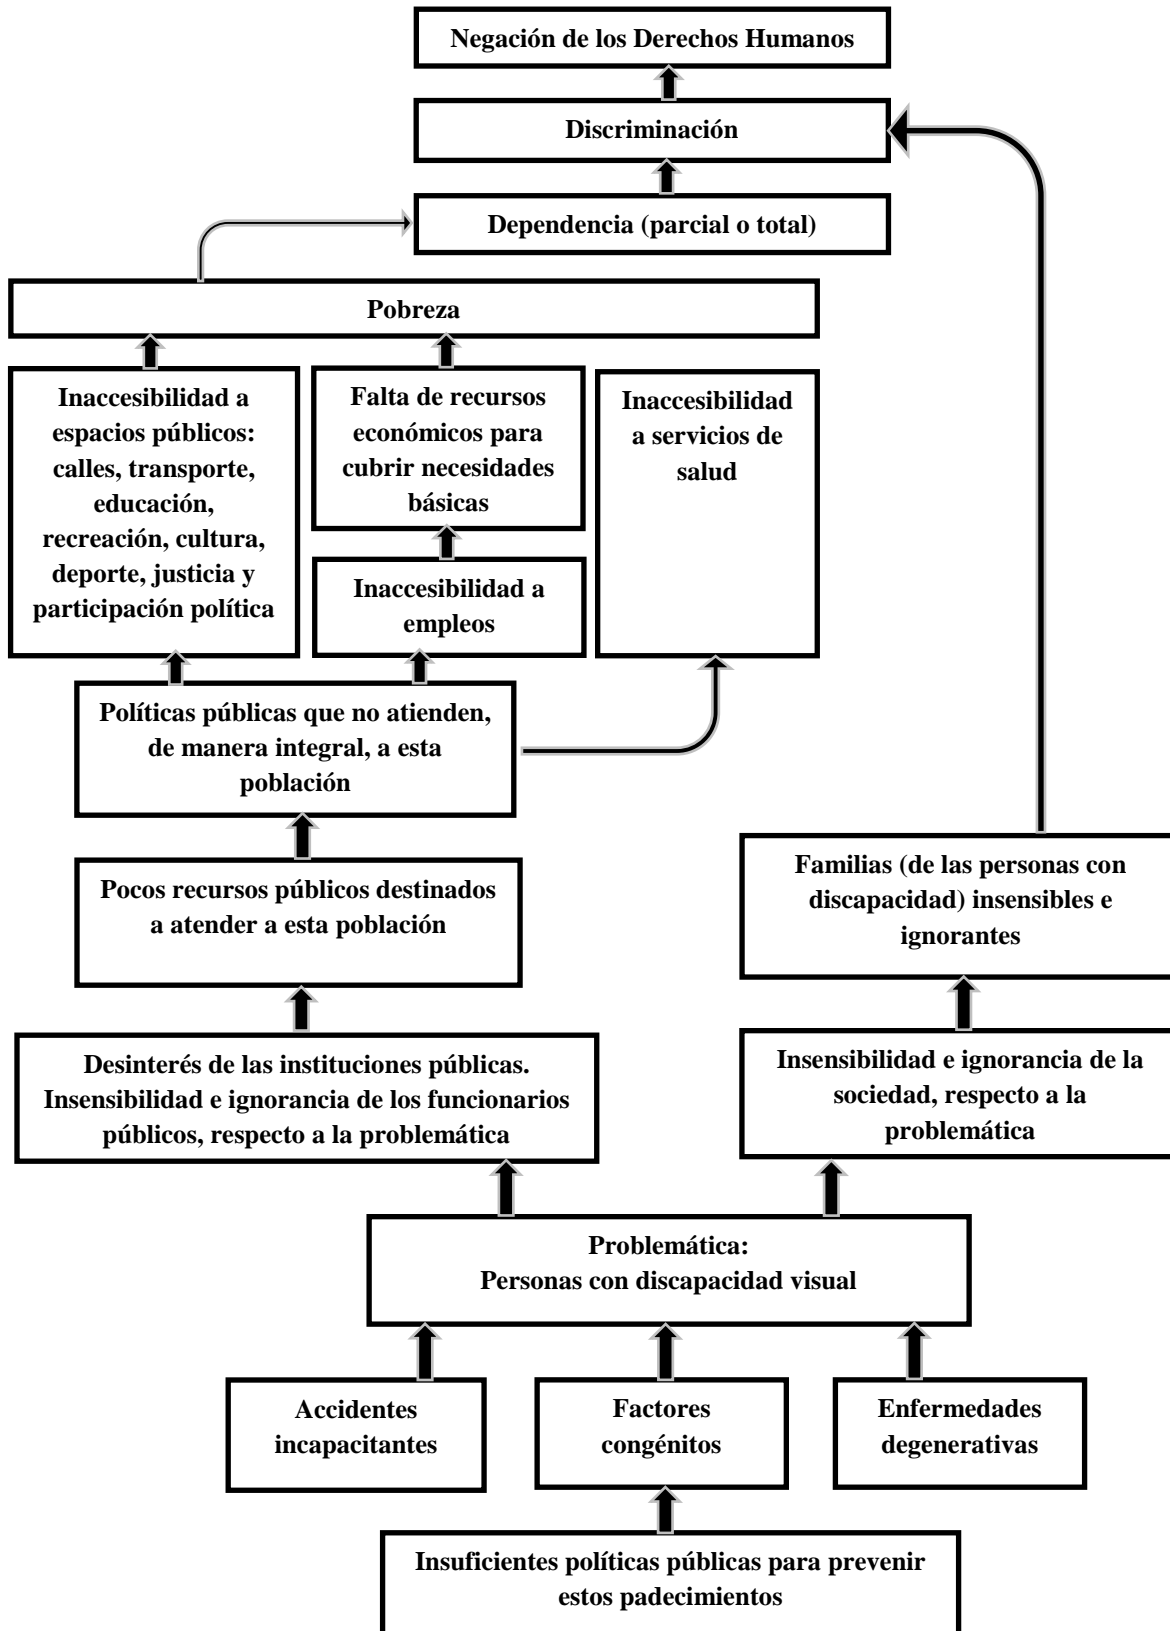 Negación de los Derechos Humanos
Discriminación
Dependencia (parcial o total)
Pobreza
Inaccesibilidad a
espacios públicos:
calles, transporte,
educación,
recreación, cultura,
deporte, justicia y
participación política
Falta de recursos
económicos para
cubrir necesidades
básicas
Inaccesibilidad
a servicios de
salud
Inaccesibilidad a
empleos
Políticas públicas que no atienden,
de manera integral, a esta
población
Familias (de las personas con
discapacidad) insensibles e
ignorantes
Pocos recursos públicos destinados
a atender a esta población
Desinterés de las instituciones públicas.
Insensibilidad e ignorancia de los funcionarios
públicos, respecto a la problemática
Insensibilidad e ignorancia de la
sociedad, respecto a la
problemática
Problemática:
Personas con discapacidad visual
Accidentes
incapacitantes
Factores
congénitos
Enfermedades
degenerativas
Insuficientes políticas públicas para prevenir
estos padecimientos